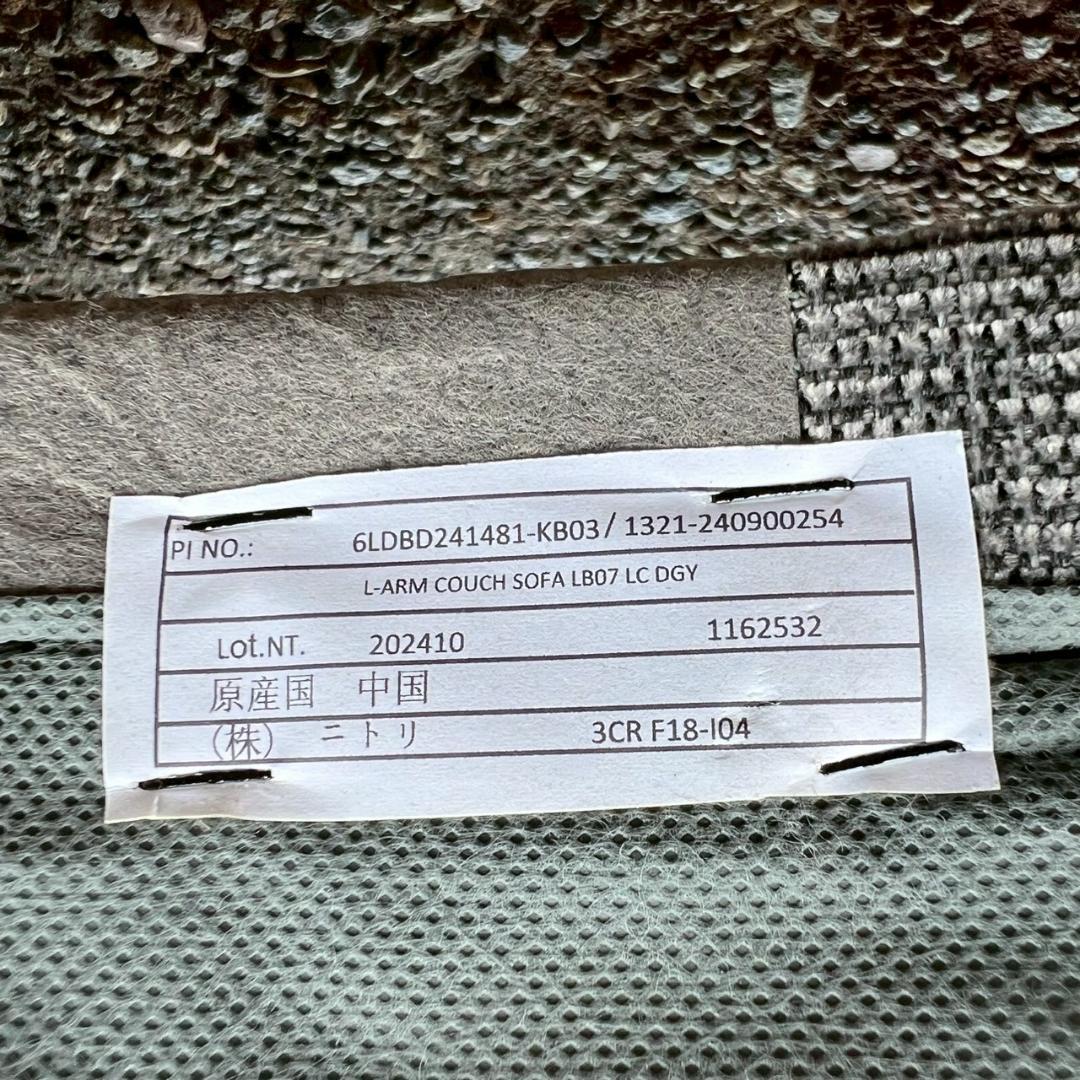 PI NO.: 6LDBD241481-KB03/ 1321-240900254
L-ARM COUCH SOFA LB07 LC DGY
Lot.NT. 202410 1162532
原産国 中国
(株) ニトリ 3CR F18-I04